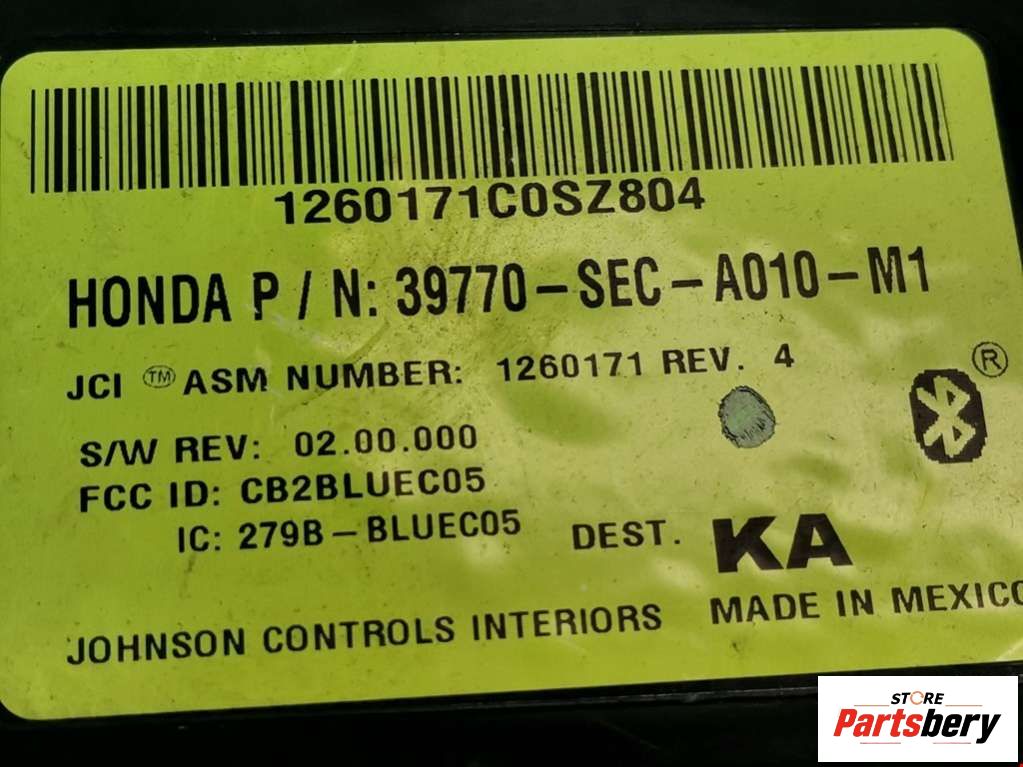 1260171C0SZ804
HONDA P / N: 39770-SEC-A010-M1
JCI ™ ASM NUMBER: 1260171 REV. 4
®
S/W REV: 02.00.000
FCC ID: CB2BLUEC05
IC: 279B-BLUEC05 DEST. KA
JOHNSON CONTROLS INTERIORS MADE IN MEXICO
STORE
Partsbery